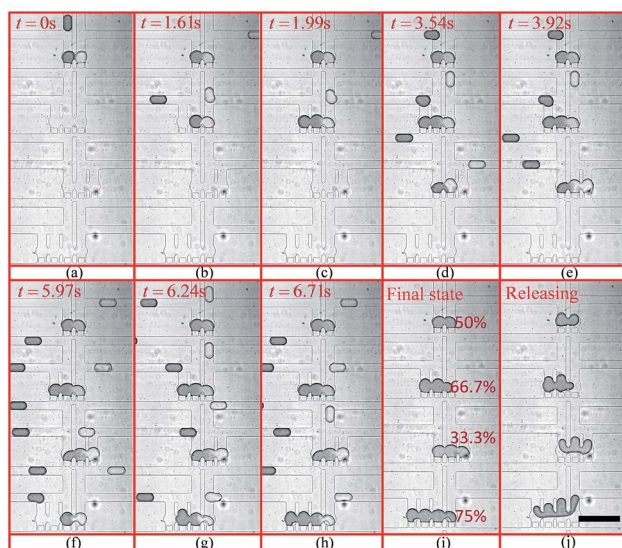 t = 0s
t = 1.61s
t = 1.99s
t = 3.54s
t = 3.92s
(a)
(b)
(c)
(d)
(e)
t = 5.97s
t = 6.24s
t = 6.71s
Final state
Releasing
50%
66.7%
33.3%
75%
(f)
(g)
(h)
(i)
(j)